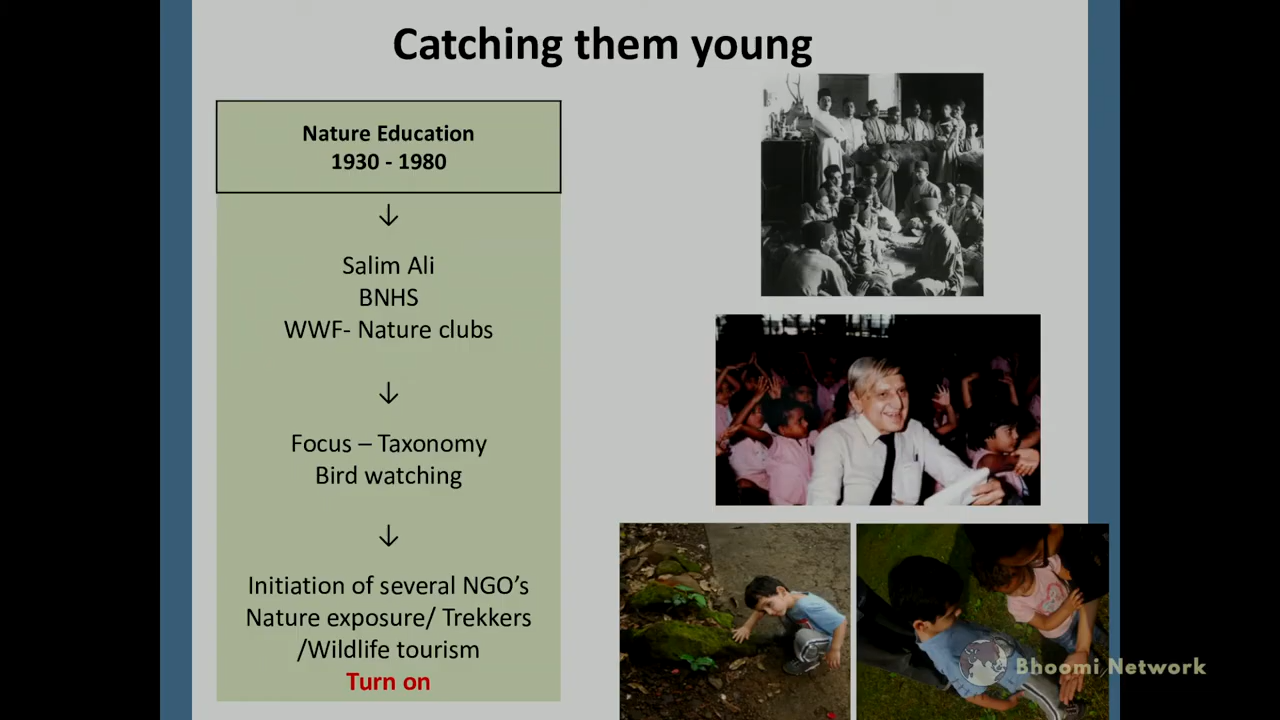 Catching them young
Nature Education
1930 - 1980
↓
Salim Ali
BNHS
WWF- Nature clubs
↓
Focus – Taxonomy
Bird watching
↓
Initiation of several NGO's
Nature exposure/ Trekkers
/Wildlife tourism
Turn on
Bhoomi Network